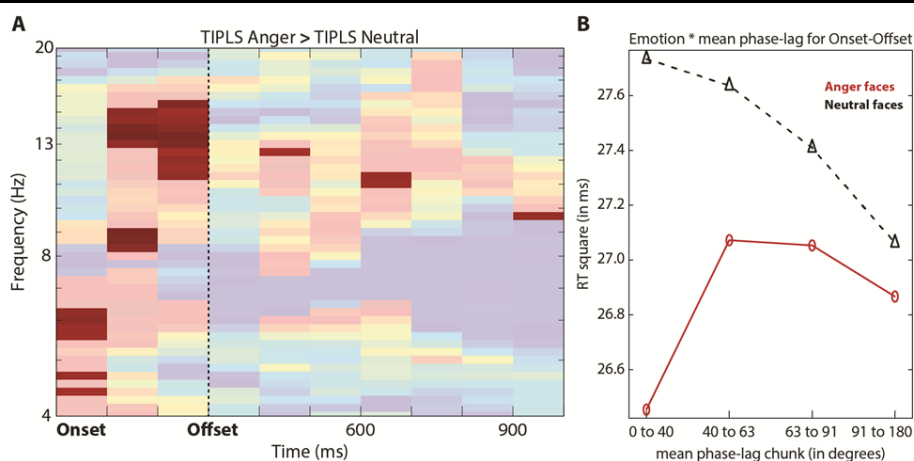 A
TIPLS Anger > TIPLS Neutral
20
13
8
4
Frequency (Hz)
Onset
Offset
600
900
Time (ms)
B
Emotion * mean phase-lag for Onset-Offset
Anger faces
Neutral faces
27.6
27.4
27.2
27.0
26.8
26.6
RT square (in ms)
0 to 40
40 to 63
63 to 91
91 to 180
mean phase-lag chunk (in degrees)